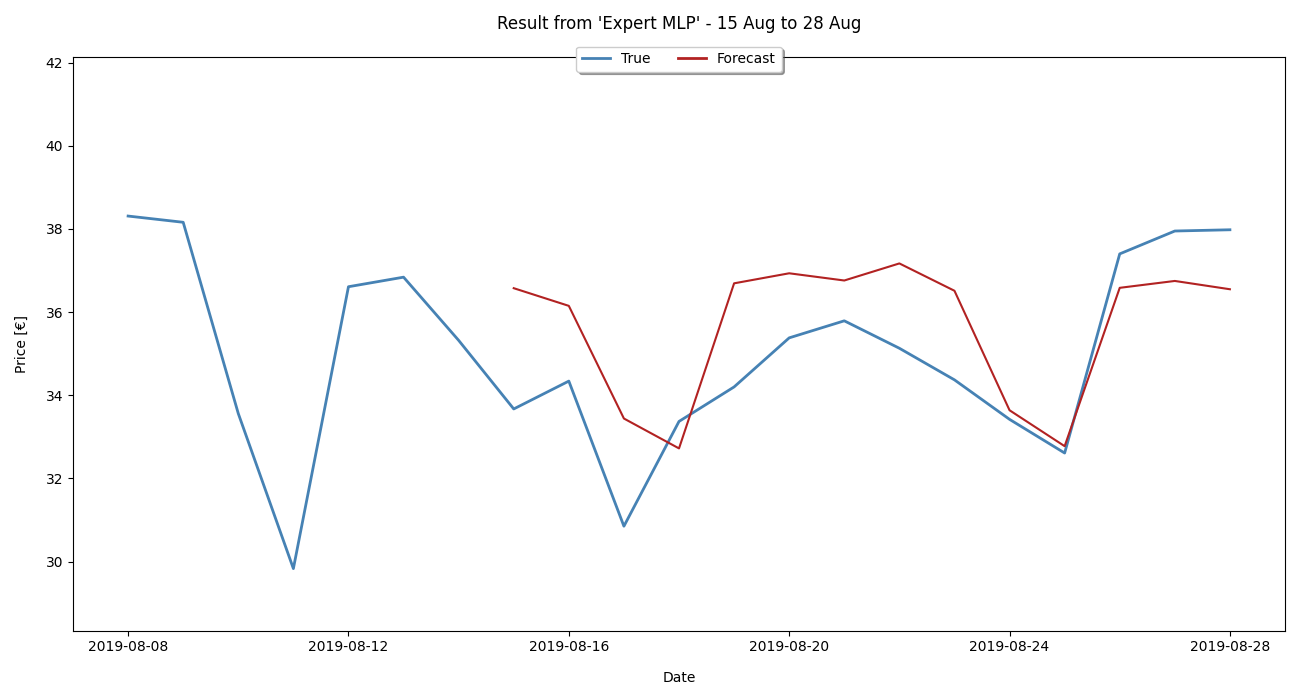 Result from 'Expert MLP' - 15 Aug to 28 Aug
True Forecast
42
40
38
36
34
32
30
Price [€]
2019-08-08 2019-08-12 2019-08-16 2019-08-20 2019-08-24 2019-08-28
Date